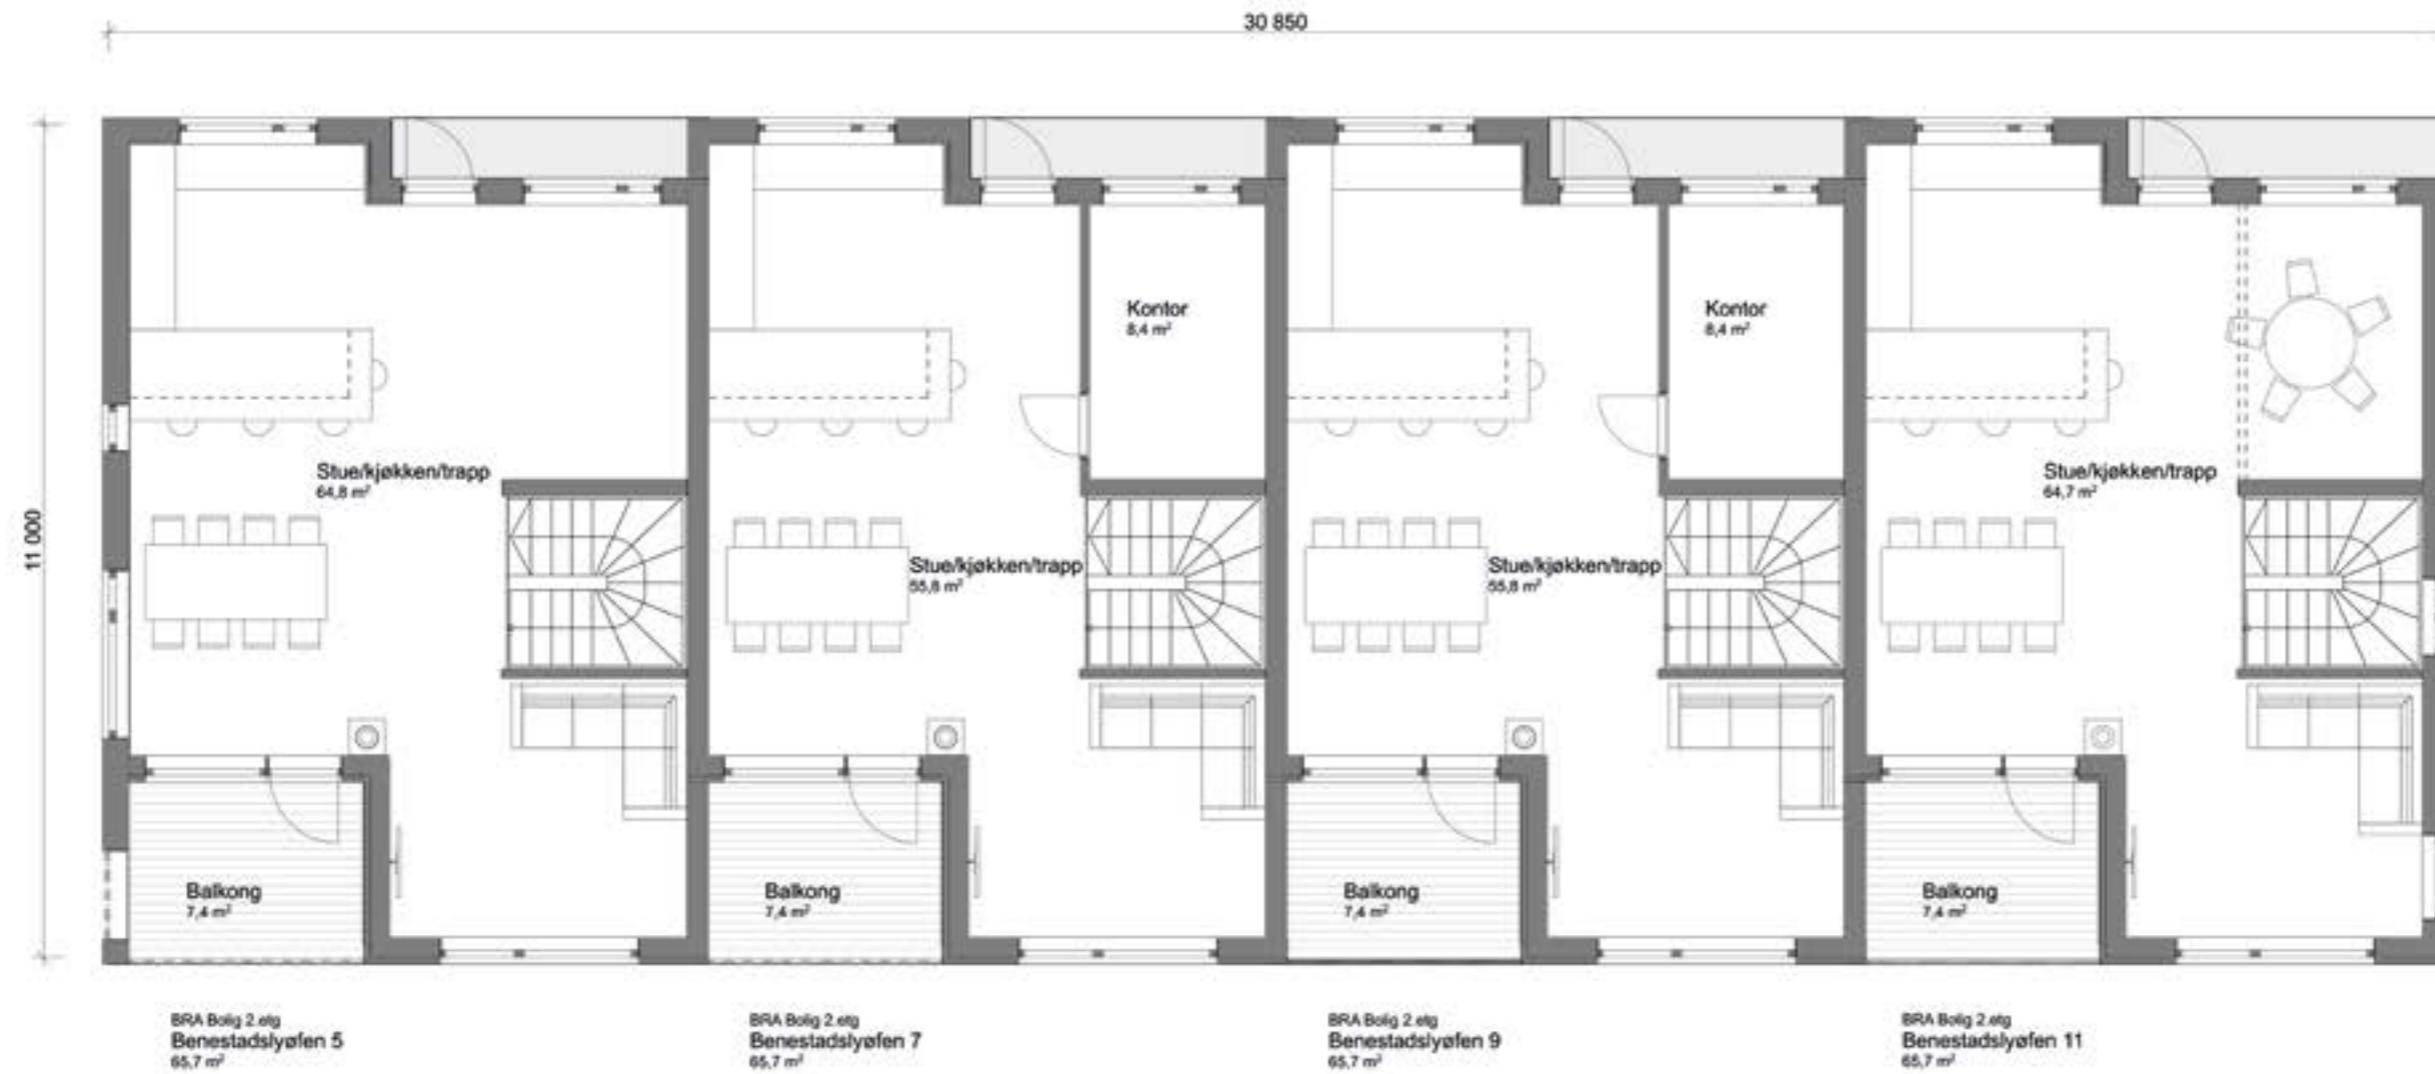 30 850
11 000
Kontor
8,4 m²
Kontor
8,4 m²
Stue/kjøkken/trapp
64,8 m²
Stue/kjøkken/trapp
64,7 m²
Stue/kjøkken/trapp
55,8 m²
Stue/kjøkken/trapp
55,8 m²
Balkong
7,4 m²
Balkong
7,4 m²
Balkong
7,4 m²
Balkong
7,4 m²
BRA Bolig 2.etg
Benestadslyøfen 5
65,7 m²
BRA Bolig 2.etg
Benestadslyøfen 7
65,7 m²
BRA Bolig 2.etg
Benestadslyøfen 9
65,7 m²
BRA Bolig 2.etg
Benestadslyøfen 11
65,7 m²